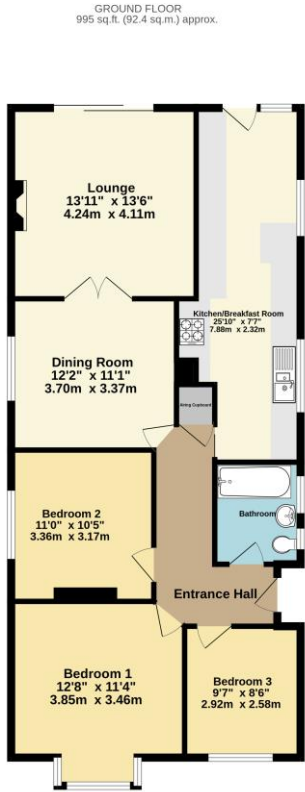 GROUND FLOOR
995 sq.ft. (92.4 sq.m.) approx.
Lounge
13'11" x 13'6"
4.24m x 4.11m
Kitchen/Breakfast Room
25'10" x 7'7"
7.88m x 2.32m
Dining Room
12'2" x 11'1"
3.70m x 3.37m
Airing Cupboard
Bedroom 2
11'0" x 10'5"
3.36m x 3.17m
Bathroom
Entrance Hall
Bedroom 1
12'8" x 11'4"
3.85m x 3.46m
Bedroom 3
9'7" x 8'6"
2.92m x 2.58m